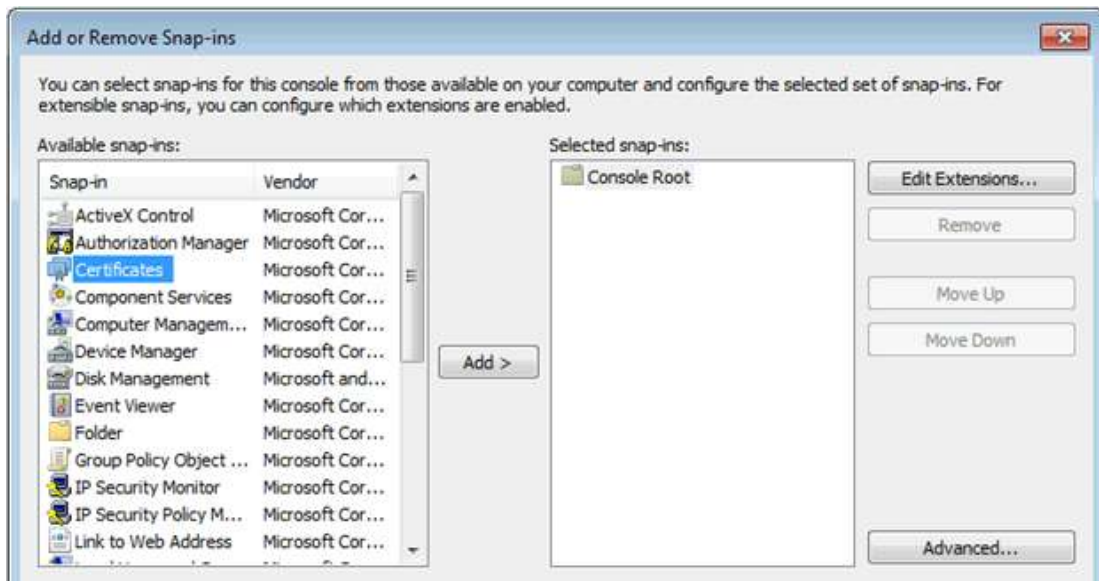 Add or Remove Snap-ins
You can select snap-ins for this console from those available on your computer and configure the selected set of snap-ins. For
extensible snap-ins, you can configure which extensions are enabled.
Available snap-ins:
Snap-in Vendor
ActiveX Control Microsoft Cor...
Authorization Manager Microsoft Cor...
Certificates Microsoft Cor...
Component Services Microsoft Cor...
Computer Managem... Microsoft Cor...
Device Manager Microsoft Cor...
Disk Management Microsoft and...
Event Viewer Microsoft Cor...
Folder Microsoft Cor...
Group Policy Object ... Microsoft Cor...
IP Security Monitor Microsoft Cor...
IP Security Policy M... Microsoft Cor...
Link to Web Address Microsoft Cor...
Add >
Selected snap-ins:
Console Root
Edit Extensions...
Remove
Move Up
Move Down
Advanced...